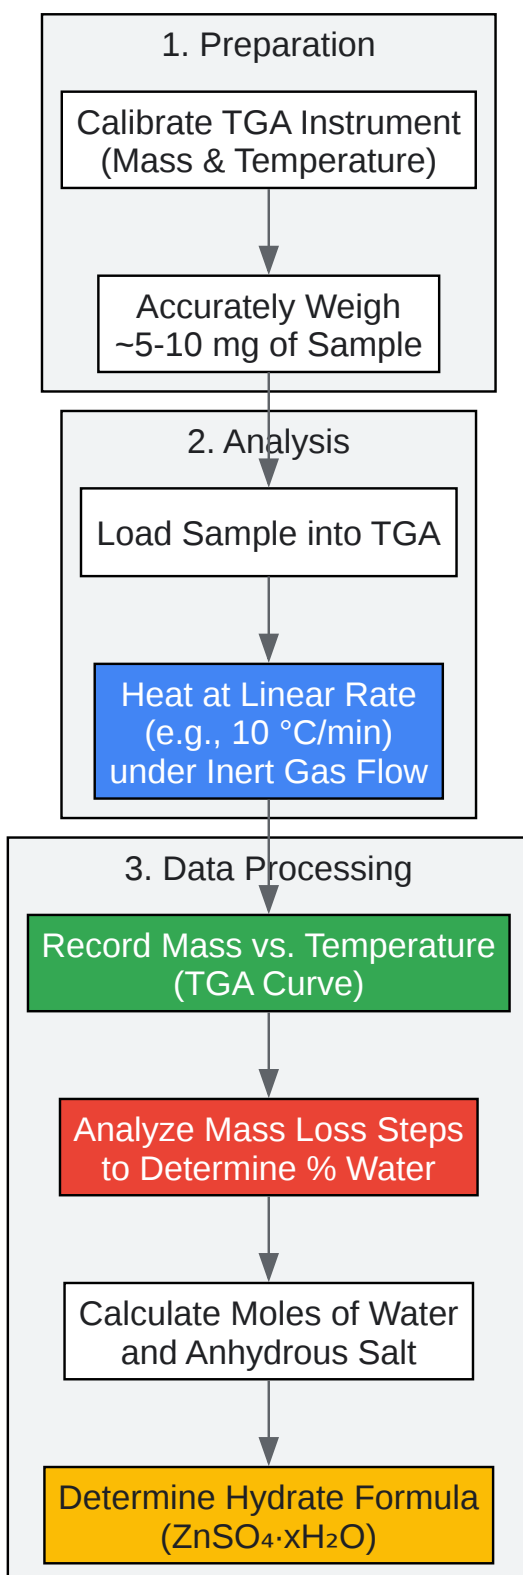 1. Preparation
Calibrate TGA Instrument
(Mass & Temperature)
Accurately Weigh
~5-10 mg of Sample
2. Analysis
Load Sample into TGA
Heat at Linear Rate
(e.g., 10 °C/min)
under Inert Gas Flow
3. Data Processing
Record Mass vs. Temperature
(TGA Curve)
Analyze Mass Loss Steps
to Determine % Water
Calculate Moles of Water
and Anhydrous Salt
Determine Hydrate Formula
(ZnSO₄·xH₂O)